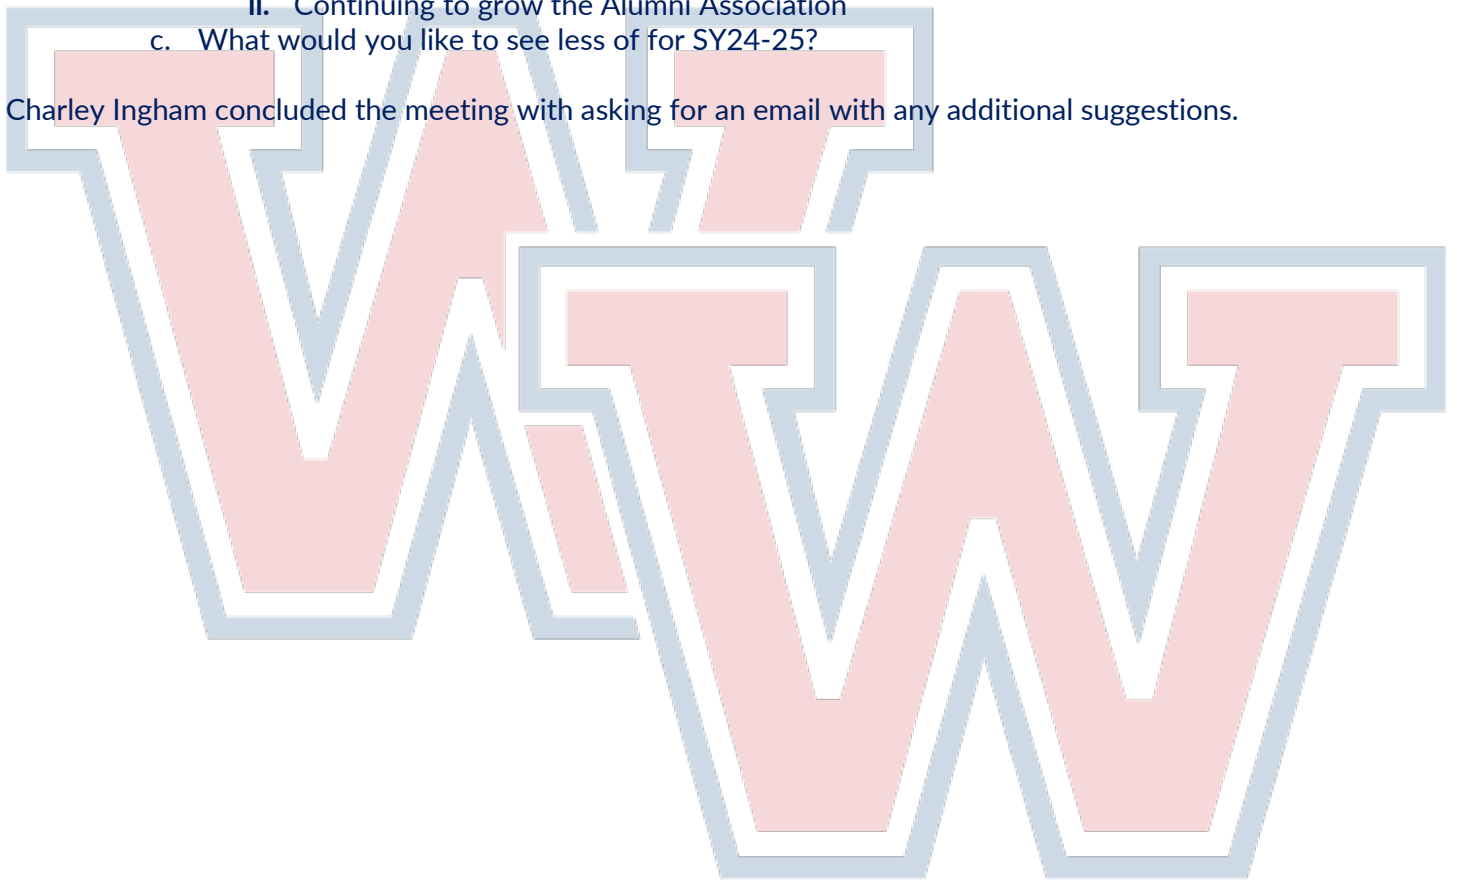 ii. Continuing to grow the Alumni Association
c. What would you like to see less of for SY24-25?
Charley Ingham concluded the meeting with asking for an email with any additional suggestions.
WW